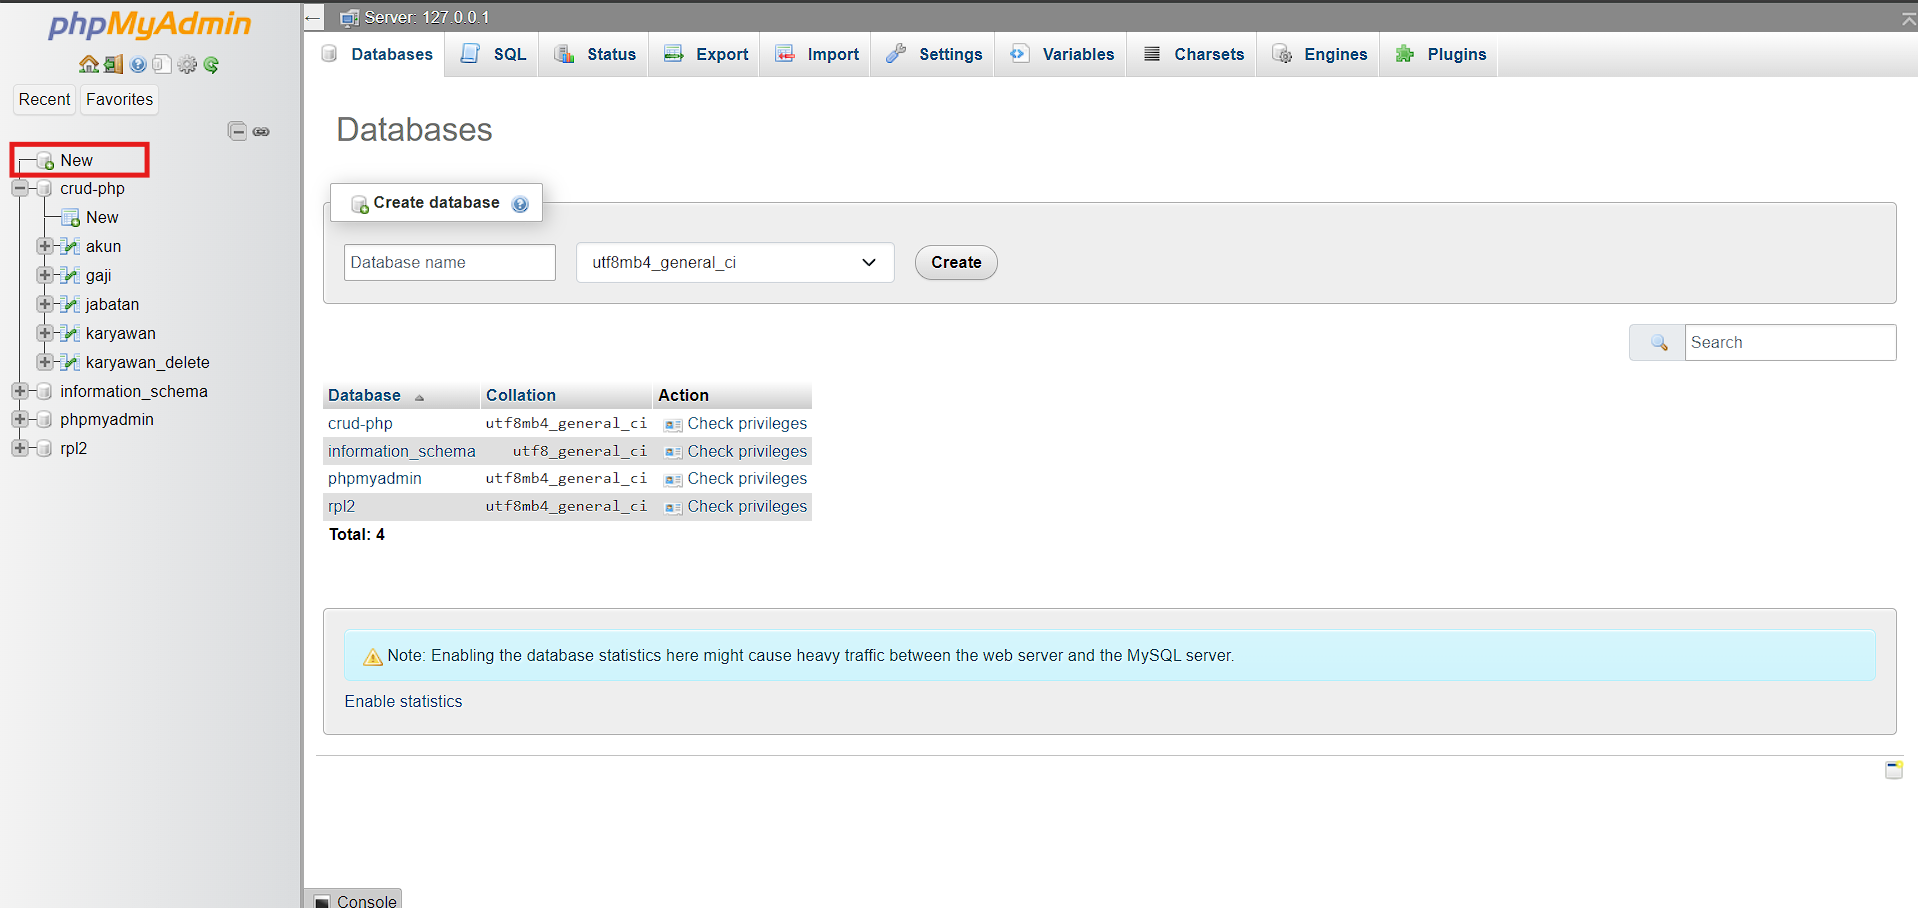 phpMyAdmin
Recent Favorites
New
crud-php
New
akun
gaji
jabatan
karyawan
karyawan_delete
information_schema
phpmyadmin
rpl2
Server: 127.0.0.1
Databases SQL Status Export Import Settings Variables Charsets Engines Plugins
Databases
Create database
Database name utf8mb4_general_ci Create
Search
Database Collation Action
crud-php utf8mb4_general_ci Check privileges
information_schema utf8_general_ci Check privileges
phpmyadmin utf8mb4_general_ci Check privileges
rpl2 utf8mb4_general_ci Check privileges
Total: 4
Note: Enabling the database statistics here might cause heavy traffic between the web server and the MySQL server.
Enable statistics
Console